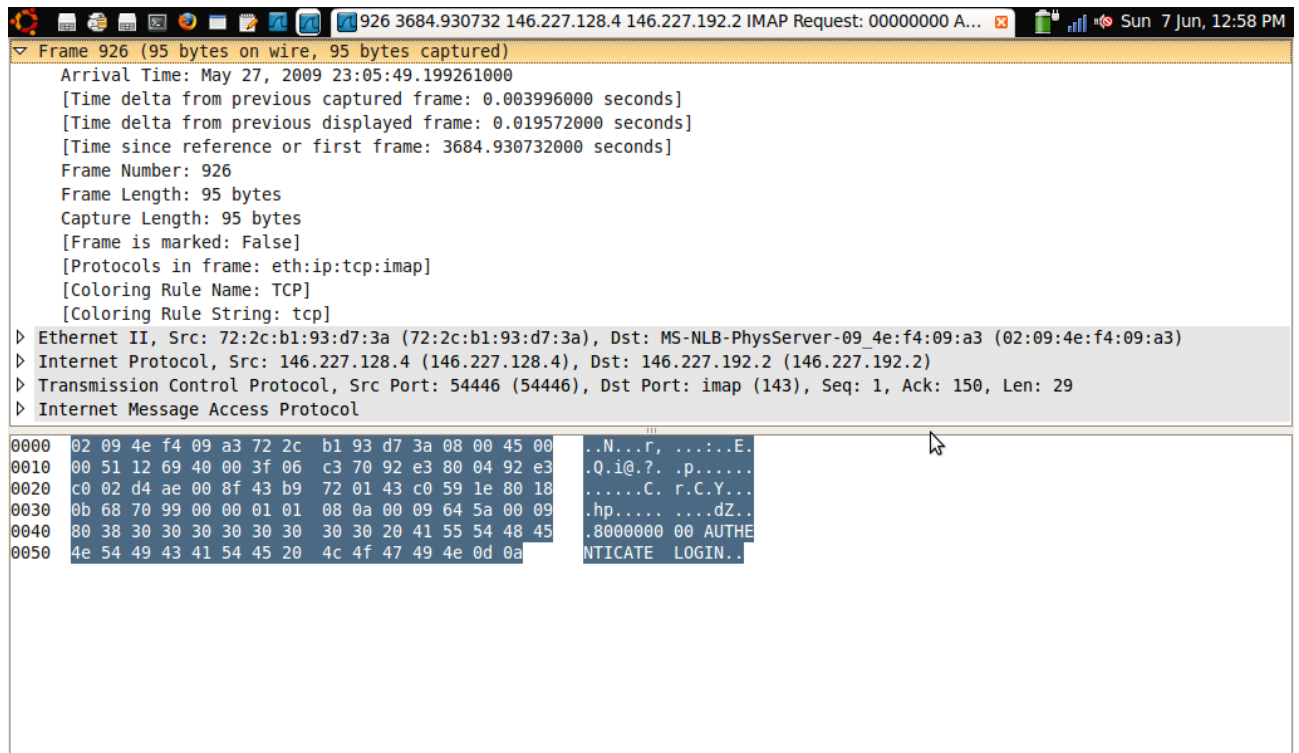 926 3684.930732 146.227.128.4 146.227.192.2 IMAP Request: 00000000 A... Sun 7 Jun, 12:58 PM
Frame 926 (95 bytes on wire, 95 bytes captured)
Arrival Time: May 27, 2009 23:05:49.199261000
[Time delta from previous captured frame: 0.003996000 seconds]
[Time delta from previous displayed frame: 0.019572000 seconds]
[Time since reference or first frame: 3684.930732000 seconds]
Frame Number: 926
Frame Length: 95 bytes
Capture Length: 95 bytes
[Frame is marked: False]
[Protocols in frame: eth:ip:tcp:imap]
[Coloring Rule Name: TCP]
[Coloring Rule String: tcp]
Ethernet II, Src: 72:2c:b1:93:d7:3a (72:2c:b1:93:d7:3a), Dst: MS-NLB-PhysServer-09_4e:f4:09:a3 (02:09:4e:f4:09:a3)
Internet Protocol, Src: 146.227.128.4 (146.227.128.4), Dst: 146.227.192.2 (146.227.192.2)
Transmission Control Protocol, Src Port: 54446 (54446), Dst Port: imap (143), Seq: 1, Ack: 150, Len: 29
Internet Message Access Protocol
0000 02 09 4e f4 09 a3 72 2c b1 93 d7 3a 08 00 45 00 ..N...r, ...:..E.
0010 00 51 12 69 40 00 3f 06 c3 70 92 e3 80 04 92 e3 .Q.i@.?. .p......
0020 c0 02 d4 ae 00 8f 43 b9 72 01 43 c0 59 1e 80 18 ......C. r.C.Y...
0030 0b 68 70 99 00 00 01 01 08 0a 00 09 64 5a 00 09 .hp..... ....dZ..
0040 80 38 30 30 30 30 30 30 30 30 20 41 55 54 48 45 .8000000 00 AUTHE
0050 4e 54 49 43 41 54 45 20 4c 4f 47 49 4e 0d 0a NTICATE LOGIN..